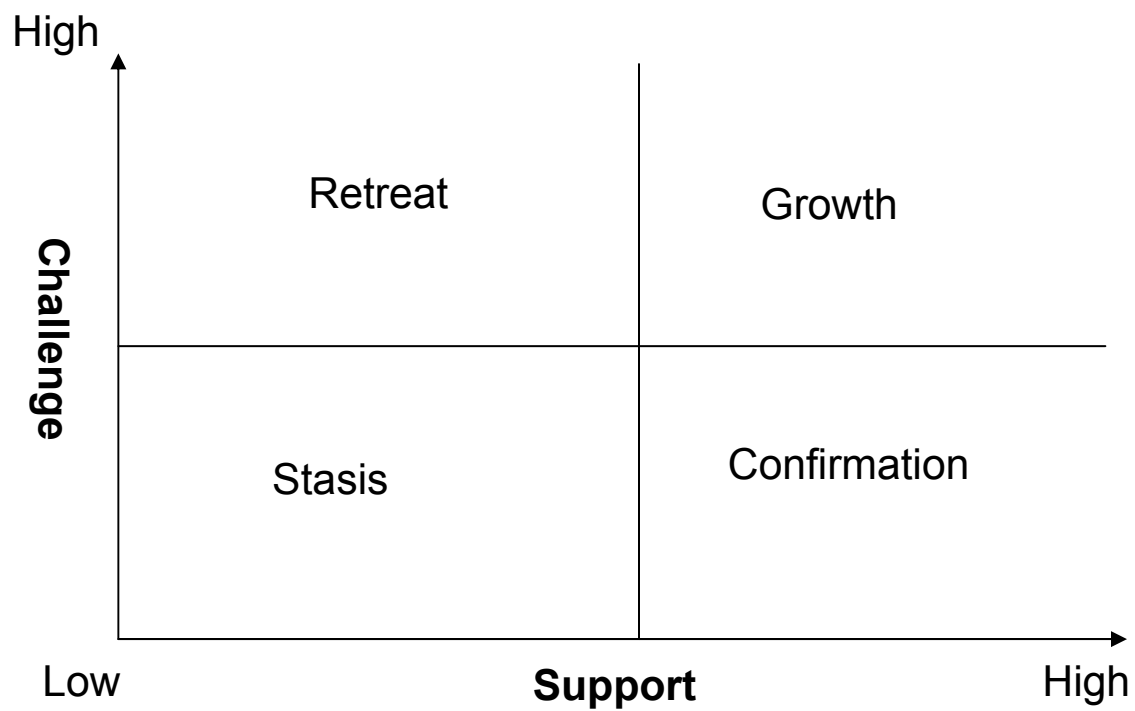 High
Retreat
Growth
Challenge
Stasis
Confirmation
Low
Support
High